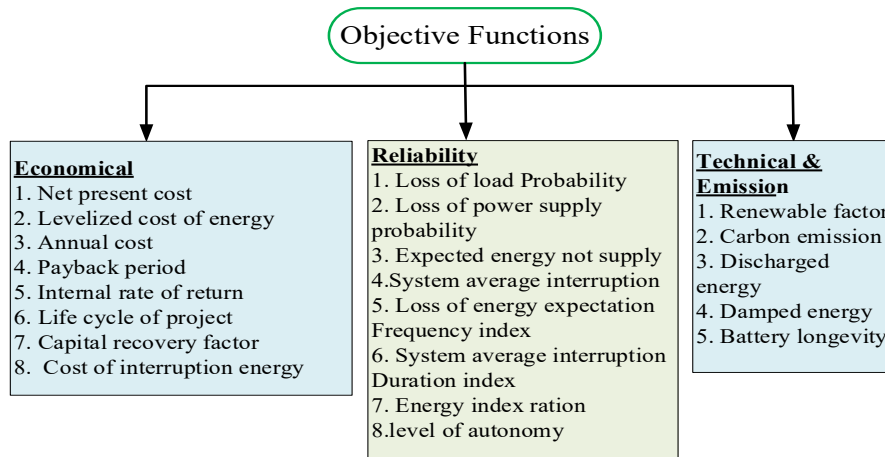 Objective Functions
Economical
1. Net present cost
2. Levelized cost of energy
3. Annual cost
4. Payback period
5. Internal rate of return
6. Life cycle of project
7. Capital recovery factor
8. Cost of interruption energy
Reliability
1. Loss of load Probability
2. Loss of power supply
probability
3. Expected energy not supply
4.System average interruption
5. Loss of energy expectation
Frequency index
6. System average interruption
Duration index
7. Energy index ration
8.level of autonomy
Technical &
Emission
1. Renewable factor
2. Carbon emission
3. Discharged
energy
4. Damped energy
5. Battery longevity